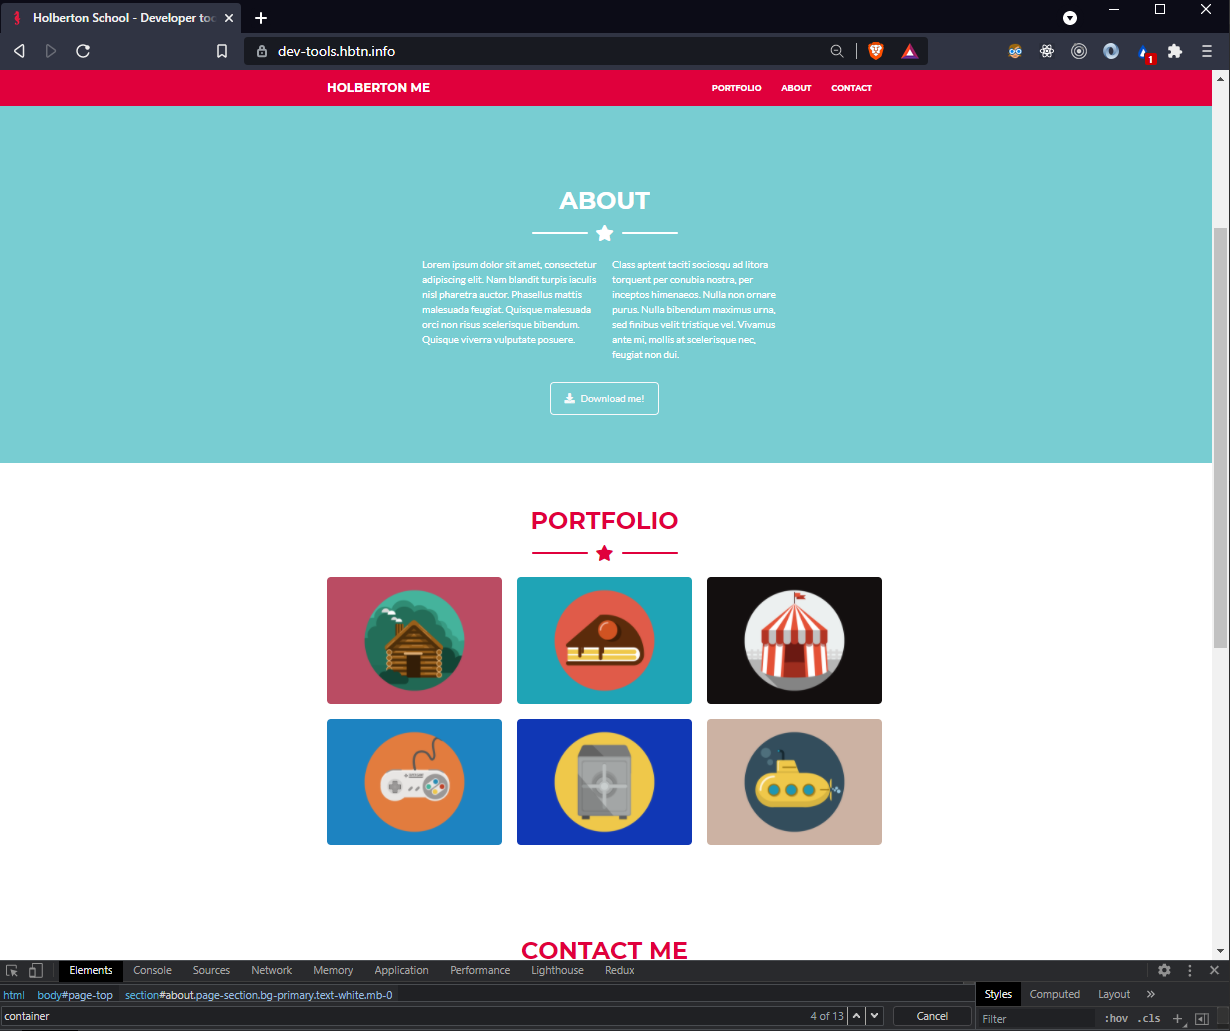 Holberton School - Developer too
dev-tools.hbtn.info
1
HOLBERTON ME
PORTFOLIO ABOUT CONTACT
ABOUT
Lorem ipsum dolor sit amet, consectetur
adipiscing elit. Nam blandit turpis iaculis
nisl pharetra auctor. Phasellus mattis
malesuada feugiat. Quisque malesuada
orci non risus scelerisque bibendum.
Quisque viverra vulputate posuere.
Class aptent taciti sociosqu ad litora
torquent per conubia nostra, per
inceptos himenaeos. Nulla non ornare
purus. Nulla bibendum maximus urna,
sed finibus velit tristique vel. Vivamus
ante mi, mollis at scelerisque nec,
feugiat non dui.
Download me!
PORTFOLIO
CONTACT ME
Elements Console Sources Network Memory Application Performance Lighthouse Redux
html body#page-top section#about.page-section.bg-primary.text-white.mb-0
container 4 of 13 Cancel
Styles Computed Layout »
Filter :hov .cls +